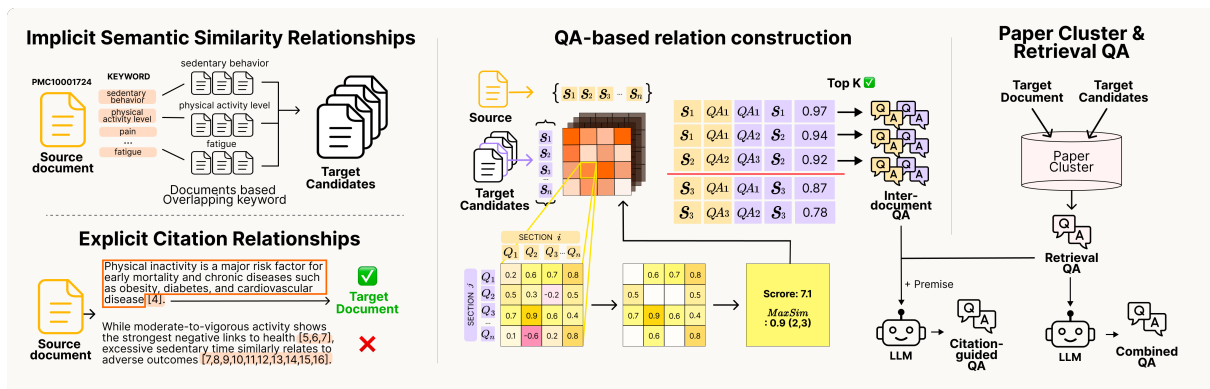 Implicit Semantic Similarity Relationships
PMC10001724
KEYWORD
sedentary
behavior
physical
activity level
pain
...
fatigue
Source
document
sedentary behavior
physical activity level
fatigue
Documents based
Overlapping keyword
Target
Candidates
Explicit Citation Relationships
Source
document
Physical inactivity is a major risk factor for
early mortality and chronic diseases such
as obesity, diabetes, and cardiovascular
disease [4].
Target
Document
While moderate-to-vigorous activity shows
the strongest negative links to health [5,6,7],
excessive sedentary time similarly relates to
adverse outcomes [7,8,9,10,11,12,13,14,15,16].
QA-based relation construction
Source
{ S1 S2 S3 ... Sn }
Target
Candidates
{
S1
S2
S3
...
Sn
}
SECTION i
Q1 Q2 Q3 ... Qn
SECTION j
Q1 0.2 0.6 0.7 0.8
Q2 0.5 0.3 -0.2 0.5
Q3 0.7 0.9 0.6 0.4
...
Qn 0.1 -0.6 0.2 0.8
0.6 0.7 0.8
0.5 0.5
0.7 0.9 0.6 0.4
0.8
Score: 7.1
MaxSim
: 0.9 (2,3)
Top K
S1 QA1 QA1 S1 0.97
S1 QA1 QA2 S2 0.94
S2 QA2 QA3 S2 0.92
S3 QA1 QA1 S3 0.87
S3 QA3 QA2 S3 0.78
Q A Q A
Q A Q A
Q A Q A
Inter-
document
QA
+ Premise
LLM
Q A
Citation-
guided QA
Paper Cluster &
Retrieval QA
Target
Document
Target
Candidates
Paper
Cluster
Q A
Retrieval
QA
LLM
Q A
Combined
QA